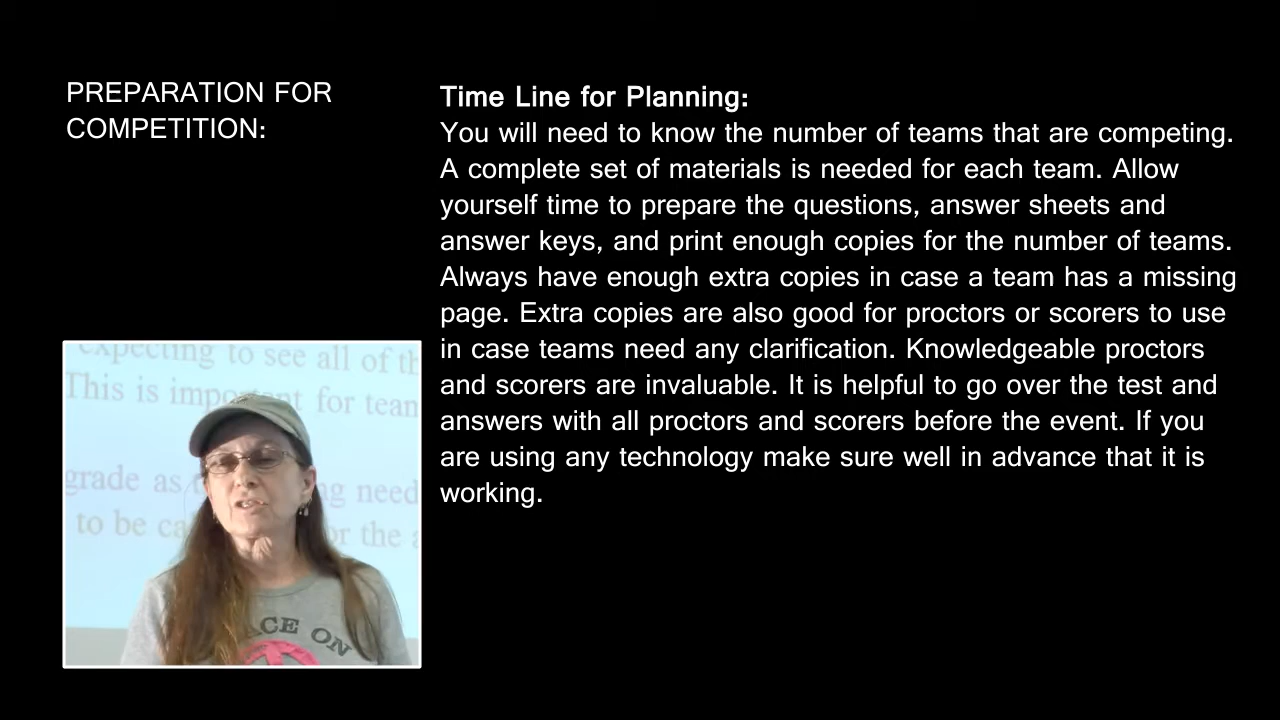 PREPARATION FOR
COMPETITION:
Time Line for Planning:
You will need to know the number of teams that are competing.
A complete set of materials is needed for each team. Allow
yourself time to prepare the questions, answer sheets and
answer keys, and print enough copies for the number of teams.
Always have enough extra copies in case a team has a missing
page. Extra copies are also good for proctors or scorers to use
in case teams need any clarification. Knowledgeable proctors
and scorers are invaluable. It is helpful to go over the test and
answers with all proctors and scorers before the event. If you
are using any technology make sure well in advance that it is
working.
expecting to see all of th
This is important for team
grade as need
to be for the
ACE ON